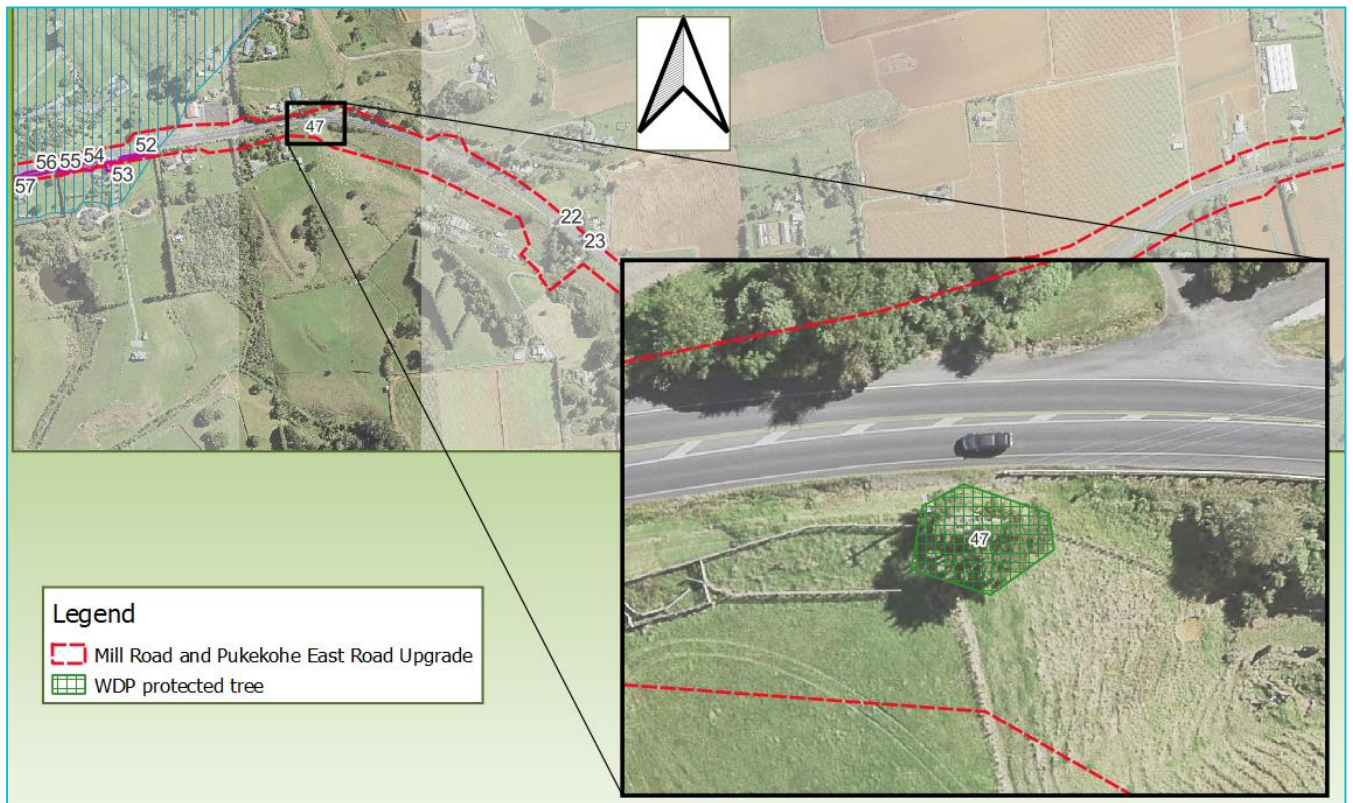 56 55 54 52
57 53
47
22
23
47
Legend
Mill Road and Pukekohe East Road Upgrade
WDP protected tree